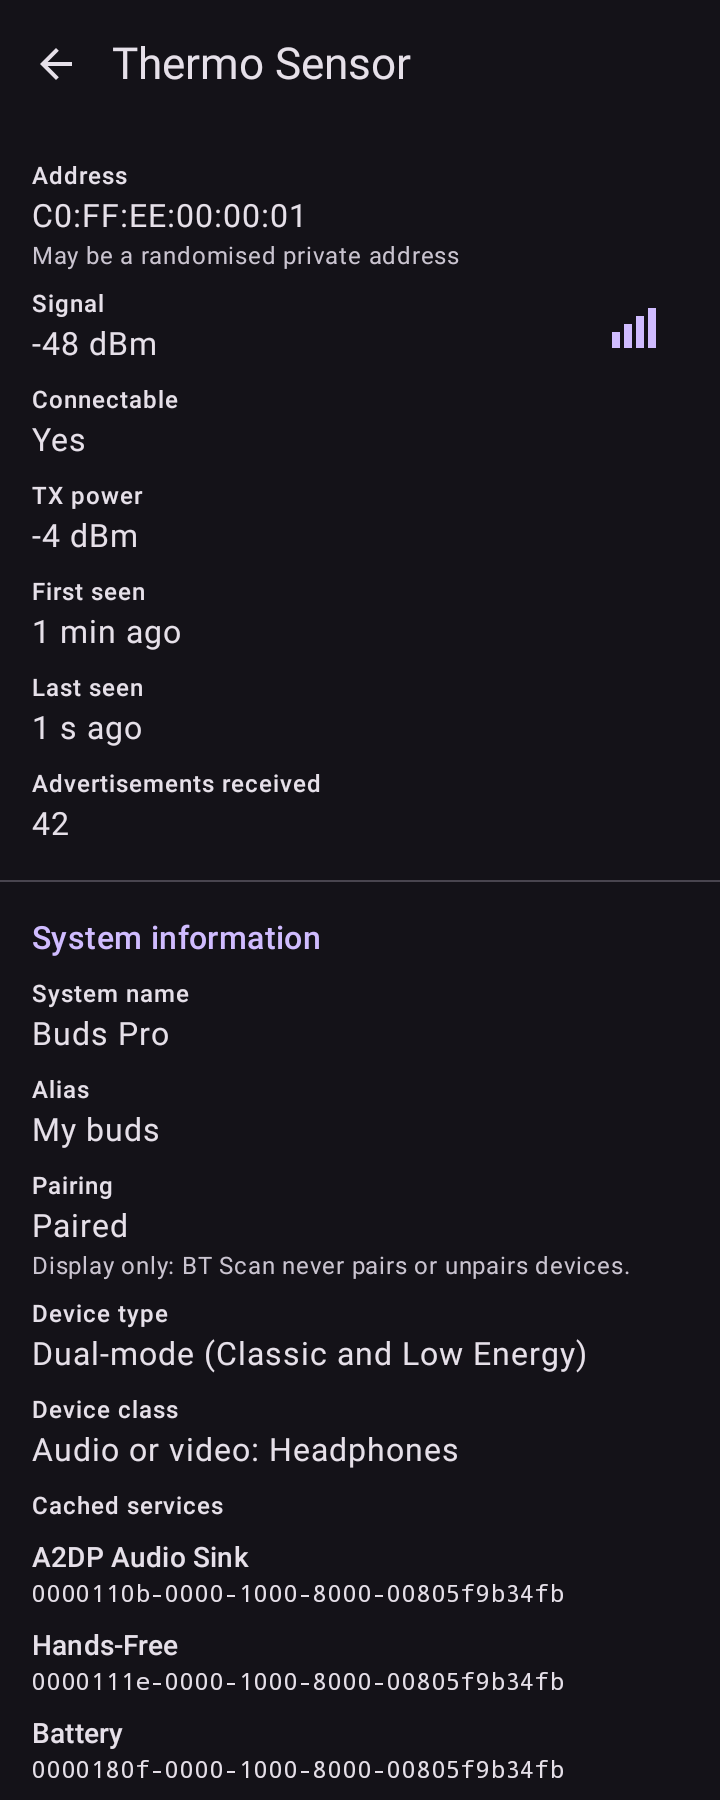 Thermo Sensor
Address
C0:FF:EE:00:00:01
May be a randomised private address
Signal
-48 dBm
Connectable
Yes
TX power
-4 dBm
First seen
1 min ago
Last seen
1 s ago
Advertisements received
42
System information
System name
Buds Pro
Alias
My buds
Pairing
Paired
Display only: BT Scan never pairs or unpairs devices.
Device type
Dual-mode (Classic and Low Energy)
Device class
Audio or video: Headphones
Cached services
A2DP Audio Sink
0000110b-0000-1000-8000-00805f9b34fb
Hands-Free
0000111e-0000-1000-8000-00805f9b34fb
Battery
0000180f-0000-1000-8000-00805f9b34fb